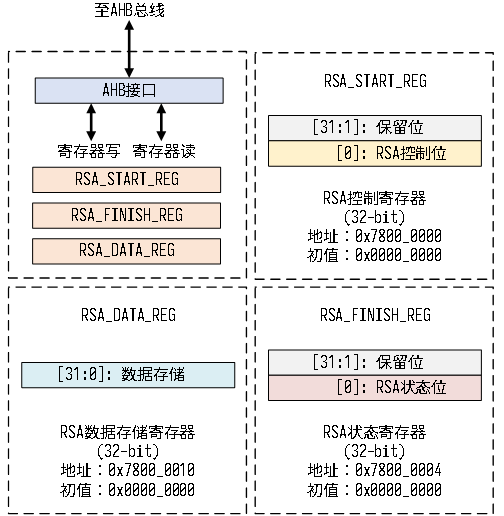 至AHB总线
AHB接口
寄存器写 寄存器读
RSA_START_REG
RSA_FINISH_REG
RSA_DATA_REG
RSA_START_REG
[31:1]: 保留位
[0]: RSA控制位
RSA控制寄存器
(32-bit)
地址：0x7800_0000
初值：0x0000_0000
RSA_DATA_REG
[31:0]: 数据存储
RSA数据存储寄存器
(32-bit)
地址：0x7800_0010
初值：0x0000_0000
RSA_FINISH_REG
[31:1]: 保留位
[0]: RSA状态位
RSA状态寄存器
(32-bit)
地址：0x7800_0004
初值：0x0000_0000